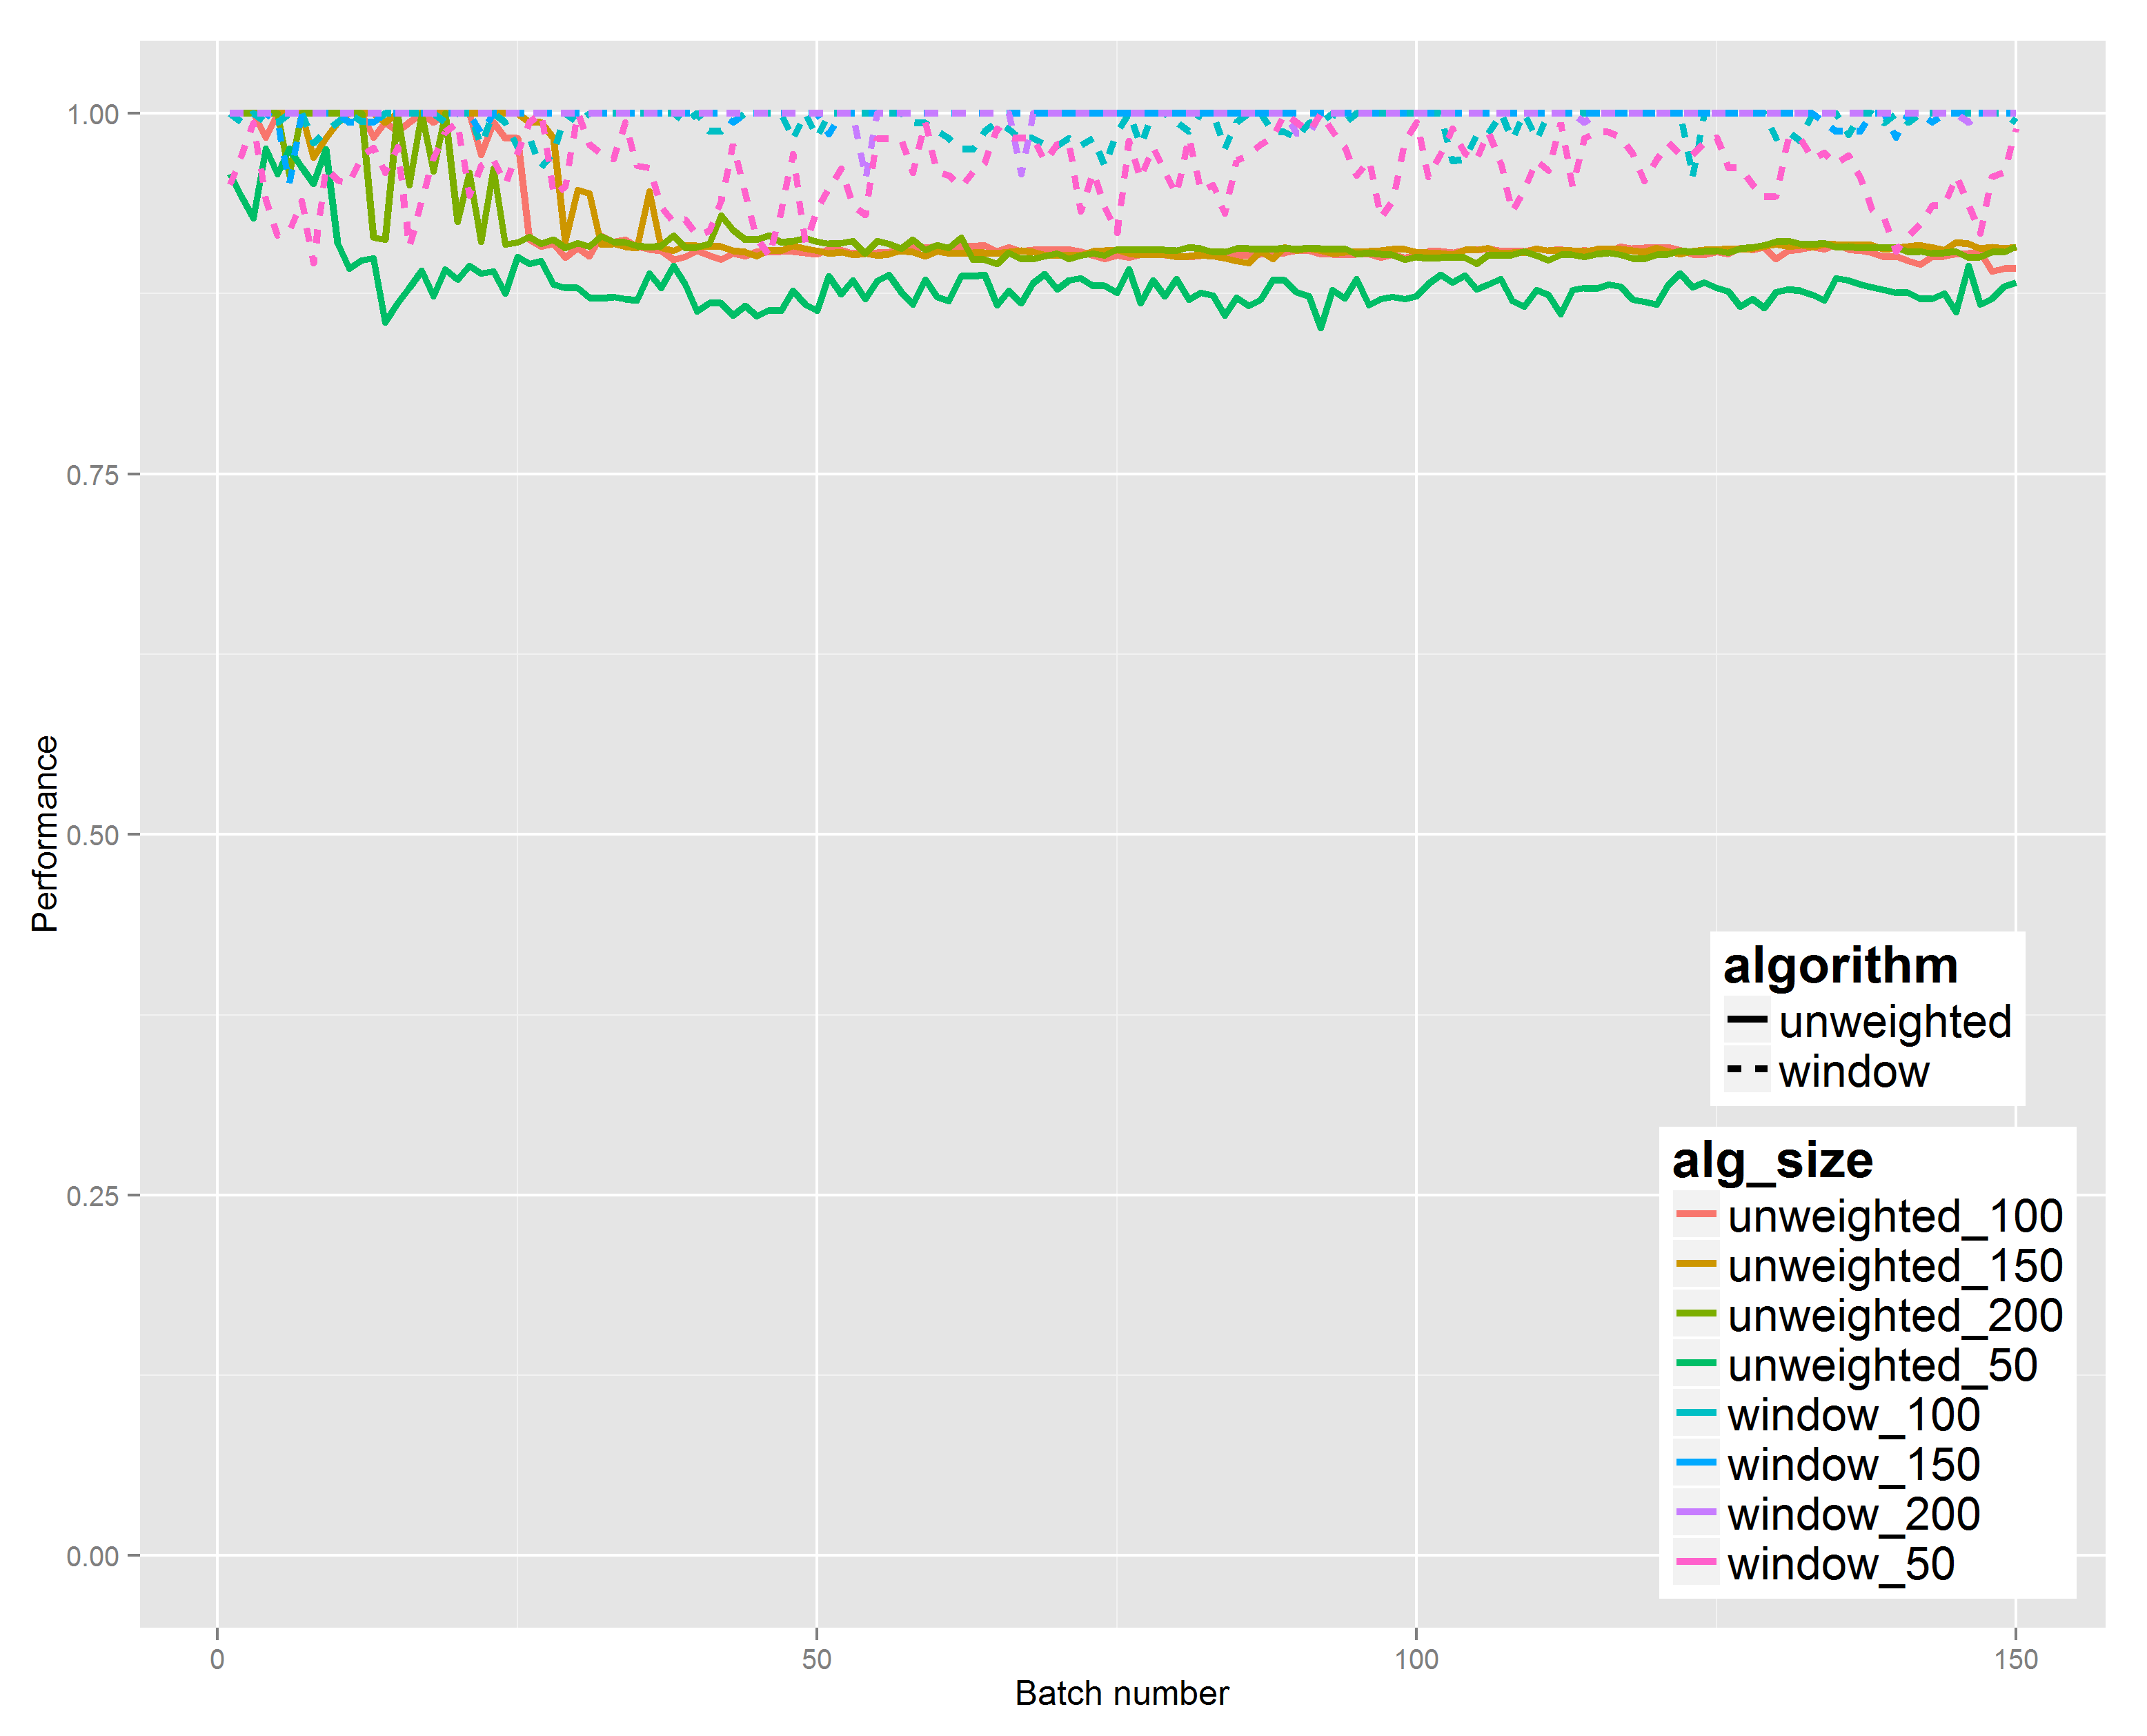 1.00
0.75
0.50
0.25
0.00
Performance
0
50
100
150
Batch number
algorithm
unweighted
window
alg_size
unweighted_100
unweighted_150
unweighted_200
unweighted_50
window_100
window_150
window_200
window_50